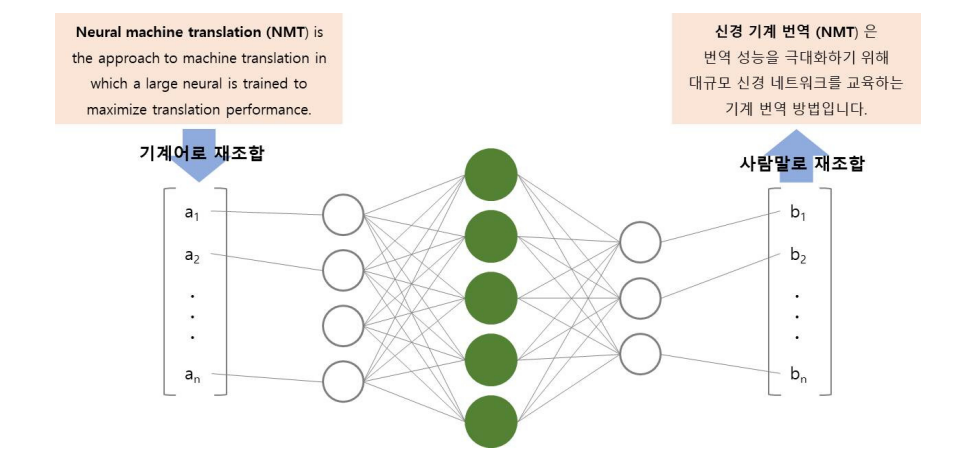 Neural machine translation (NMT) is
the approach to machine translation in
which a large neural is trained to
maximize translation performance.
신경 기계 번역 (NMT) 은
번역 성능을 극대화하기 위해
대규모 신경 네트워크를 교육하는
기계 번역 방법입니다.
기계어로 재조합
사람말로 재조합
a1
a2
.
.
.
an
b1
b2
.
.
.
bn